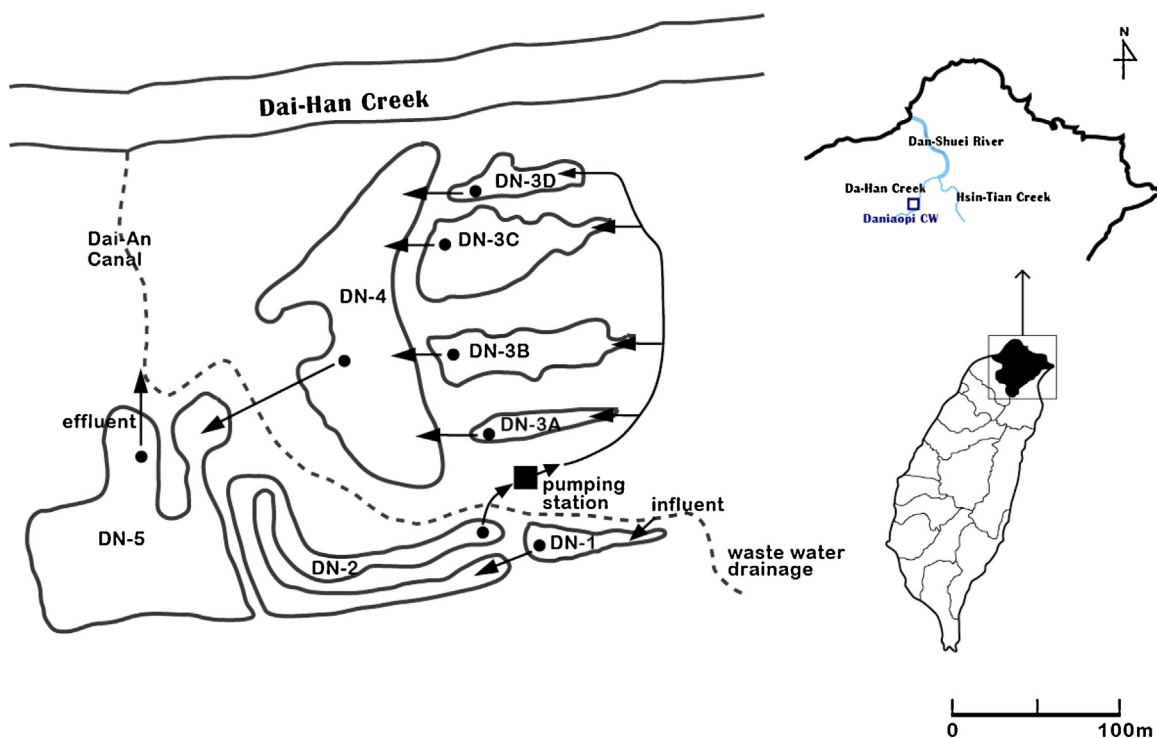 Dai-Han Creek
Dai-An
Canal
DN-3D
DN-3C
DN-4
DN-3B
DN-3A
effluent
pumping
station
influent
DN-5
DN-2
DN-1
waste water
drainage
N
Dan-Shuei River
Da-Han Creek
Hsin-Tian Creek
Daniaopi CW
0
100m